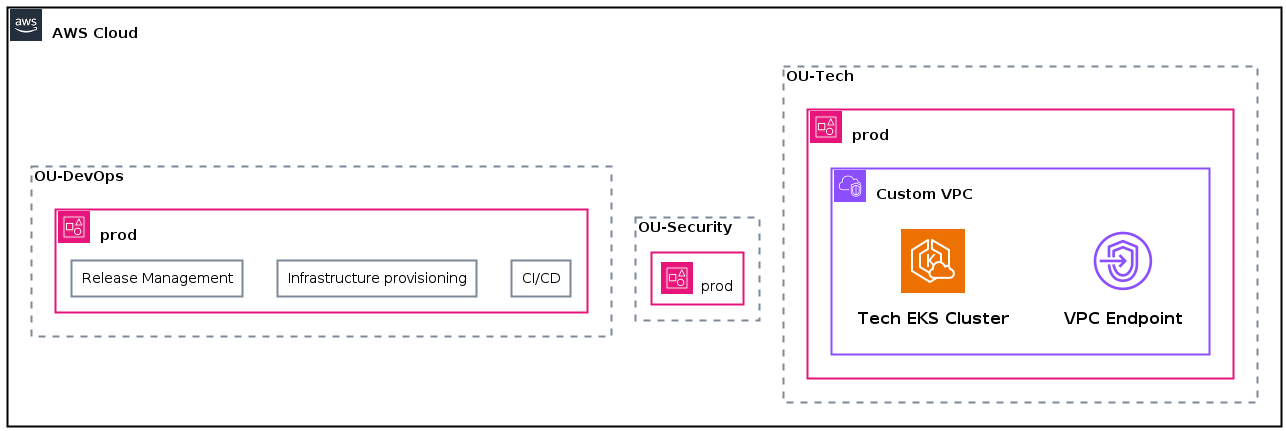 aws
AWS Cloud
OU-DevOps
prod
Release Management
Infrastructure provisioning
CI/CD
OU-Security
prod
OU-Tech
prod
Custom VPC
K
Tech EKS Cluster
VPC Endpoint